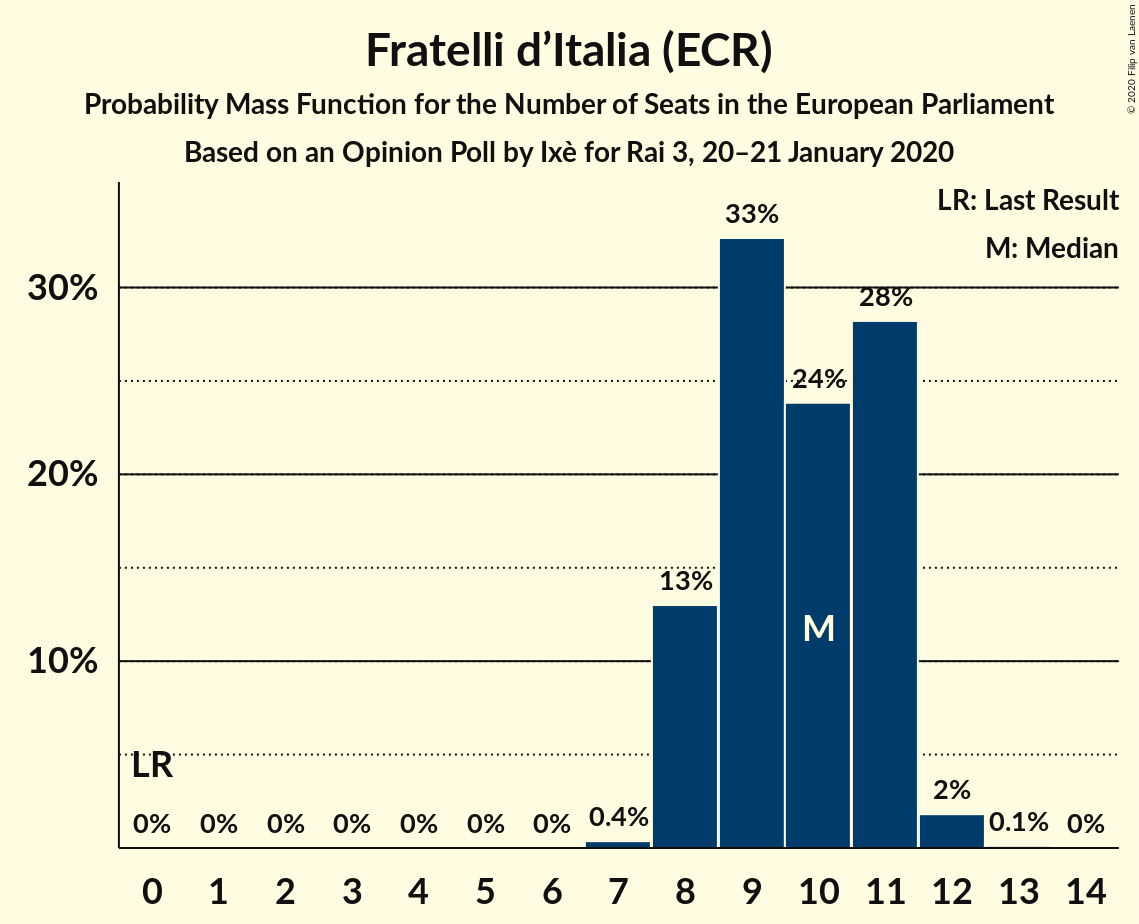 Fratelli d’Italia (ECR)
Probability Mass Function for the Number of Seats in the European Parliament
Based on an Opinion Poll by Ixè for Rai 3, 20–21 January 2020
© 2020 Filip van Laenen
LR: Last Result
M: Median
33%
30%
28%
24%
20%
13%
M
10%
LR
0% 0% 0% 0% 0% 0% 0% 0.4% 2% 0.1% 0%
0 1 2 3 4 5 6 7 8 9 10 11 12 13 14